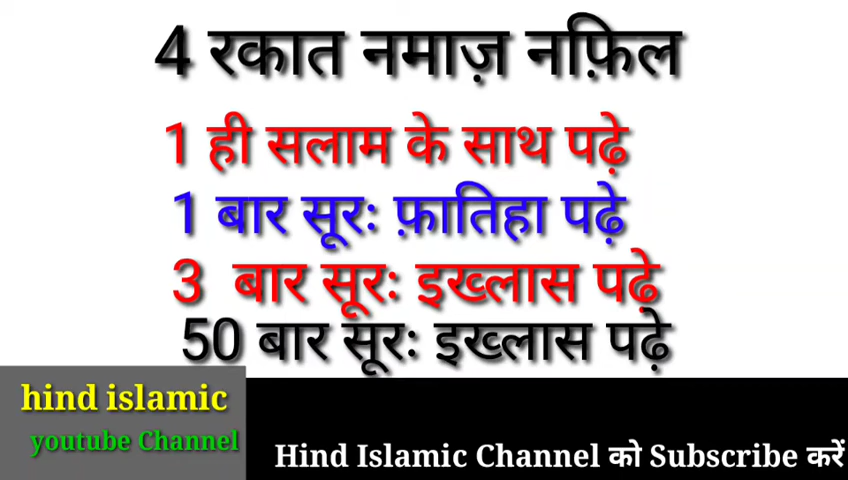 4 रकात नमाज़ नफ़िल
1 ही सलाम के साथ पढ़े
1 बार सूरः फ़ातिहा पढ़े
3 बार सूरः इख्लास पढ़े
50 बार सूरः इख्लास पढ़े
hind islamic
youtube Channel
Hind Islamic Channel को Subscribe करें